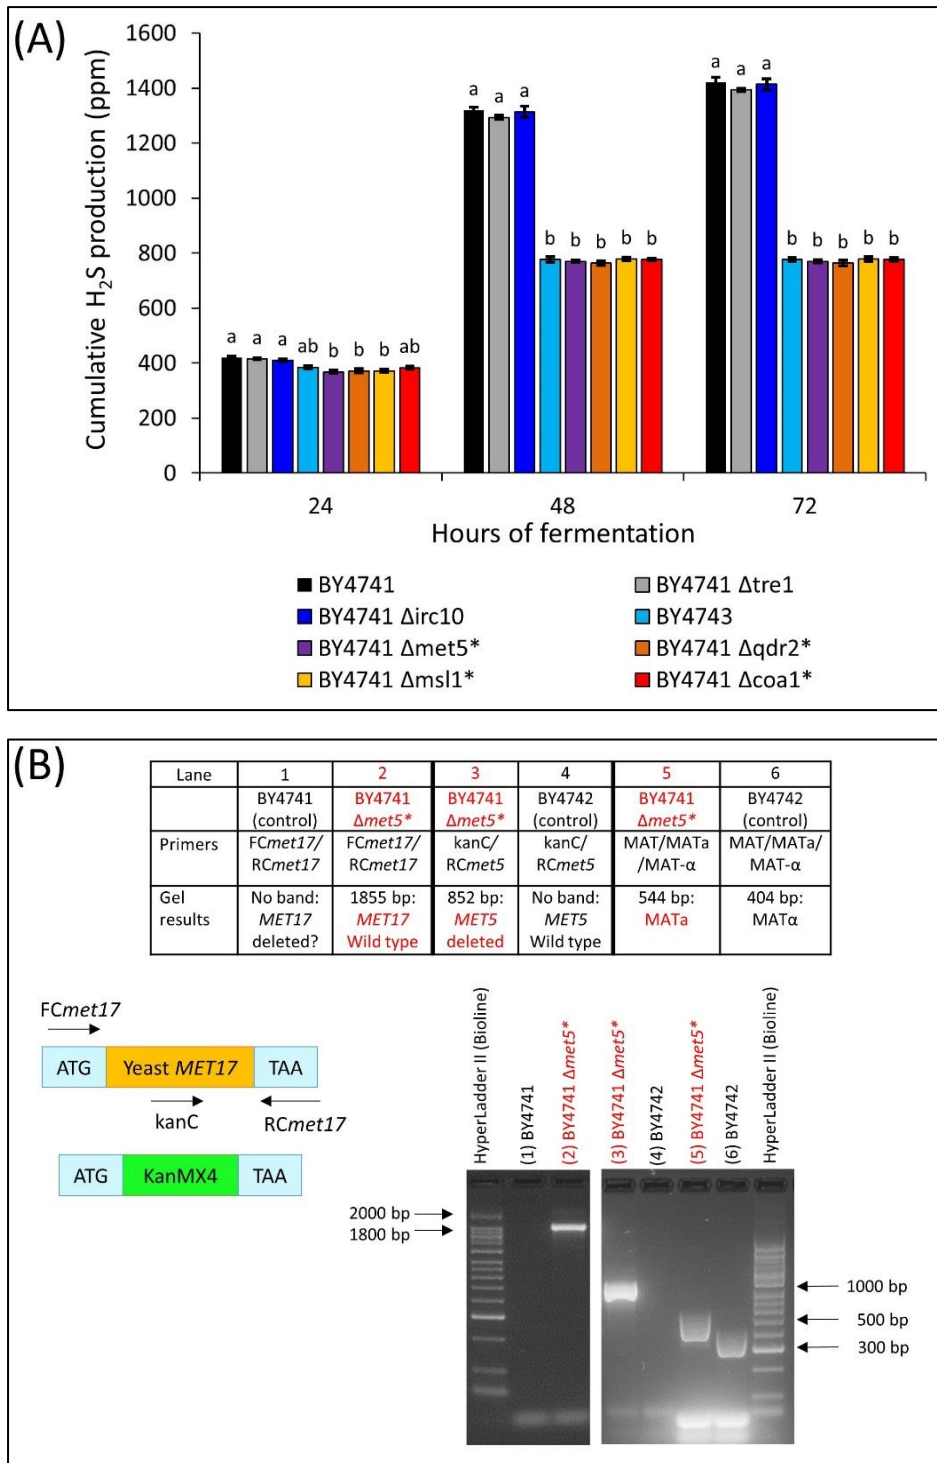 (A)
Cumulative H₂S production (ppm)
1600
1400
1200
1000
800
600
400
200
0
a a a ab b b b ab
a a a b b b b b
a a a b b b b b
24 48 72
Hours of fermentation
BY4741 BY4741 Δtre1
BY4741 Δirc10 BY4743
BY4741 Δmet5* BY4741 Δqdr2*
BY4741 Δmsl1* BY4741 Δcoa1*
(B)
Lane 1 2 3 4 5 6
BY4741 BY4741 BY4741 BY4742 BY4741 BY4742
(control) Δmet5* Δmet5* (control) Δmet5* (control)
Primers FCmet17/ FCmet17/ kanC/ kanC/ MAT/MATa MAT/MATa/
RCmet17 RCmet17 RCmet5 RCmet5 /MAT-α MAT-α
Gel No band: 1855 bp: 852 bp: No band: 544 bp: 404 bp:
results MET17 MET17 MET5 MET5 MATa MATα
deleted? Wild type deleted Wild type
FCmet17
ATG Yeast MET17 TAA
kanC RCmet17
ATG KanMX4 TAA
HyperLadder II (Bioline)
(1) BY4741
(2) BY4741 Δmet5*
(3) BY4741 Δmet5*
(4) BY4742
(5) BY4741 Δmet5*
(6) BY4742
HyperLadder II (Bioline)
2000 bp
1800 bp
1000 bp
500 bp
300 bp